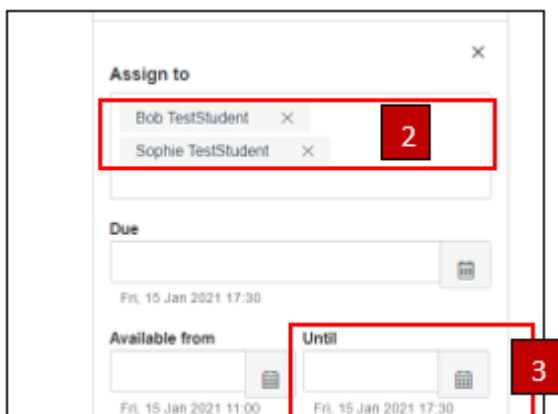 ×
Assign to
Bob TestStudent ×
2
Sophie TestStudent ×
Due
Fri, 15 Jan 2021 17:30
Available from Until
3
Fri, 15 Jan 2021 11:00 Fri, 15 Jan 2021 17:30